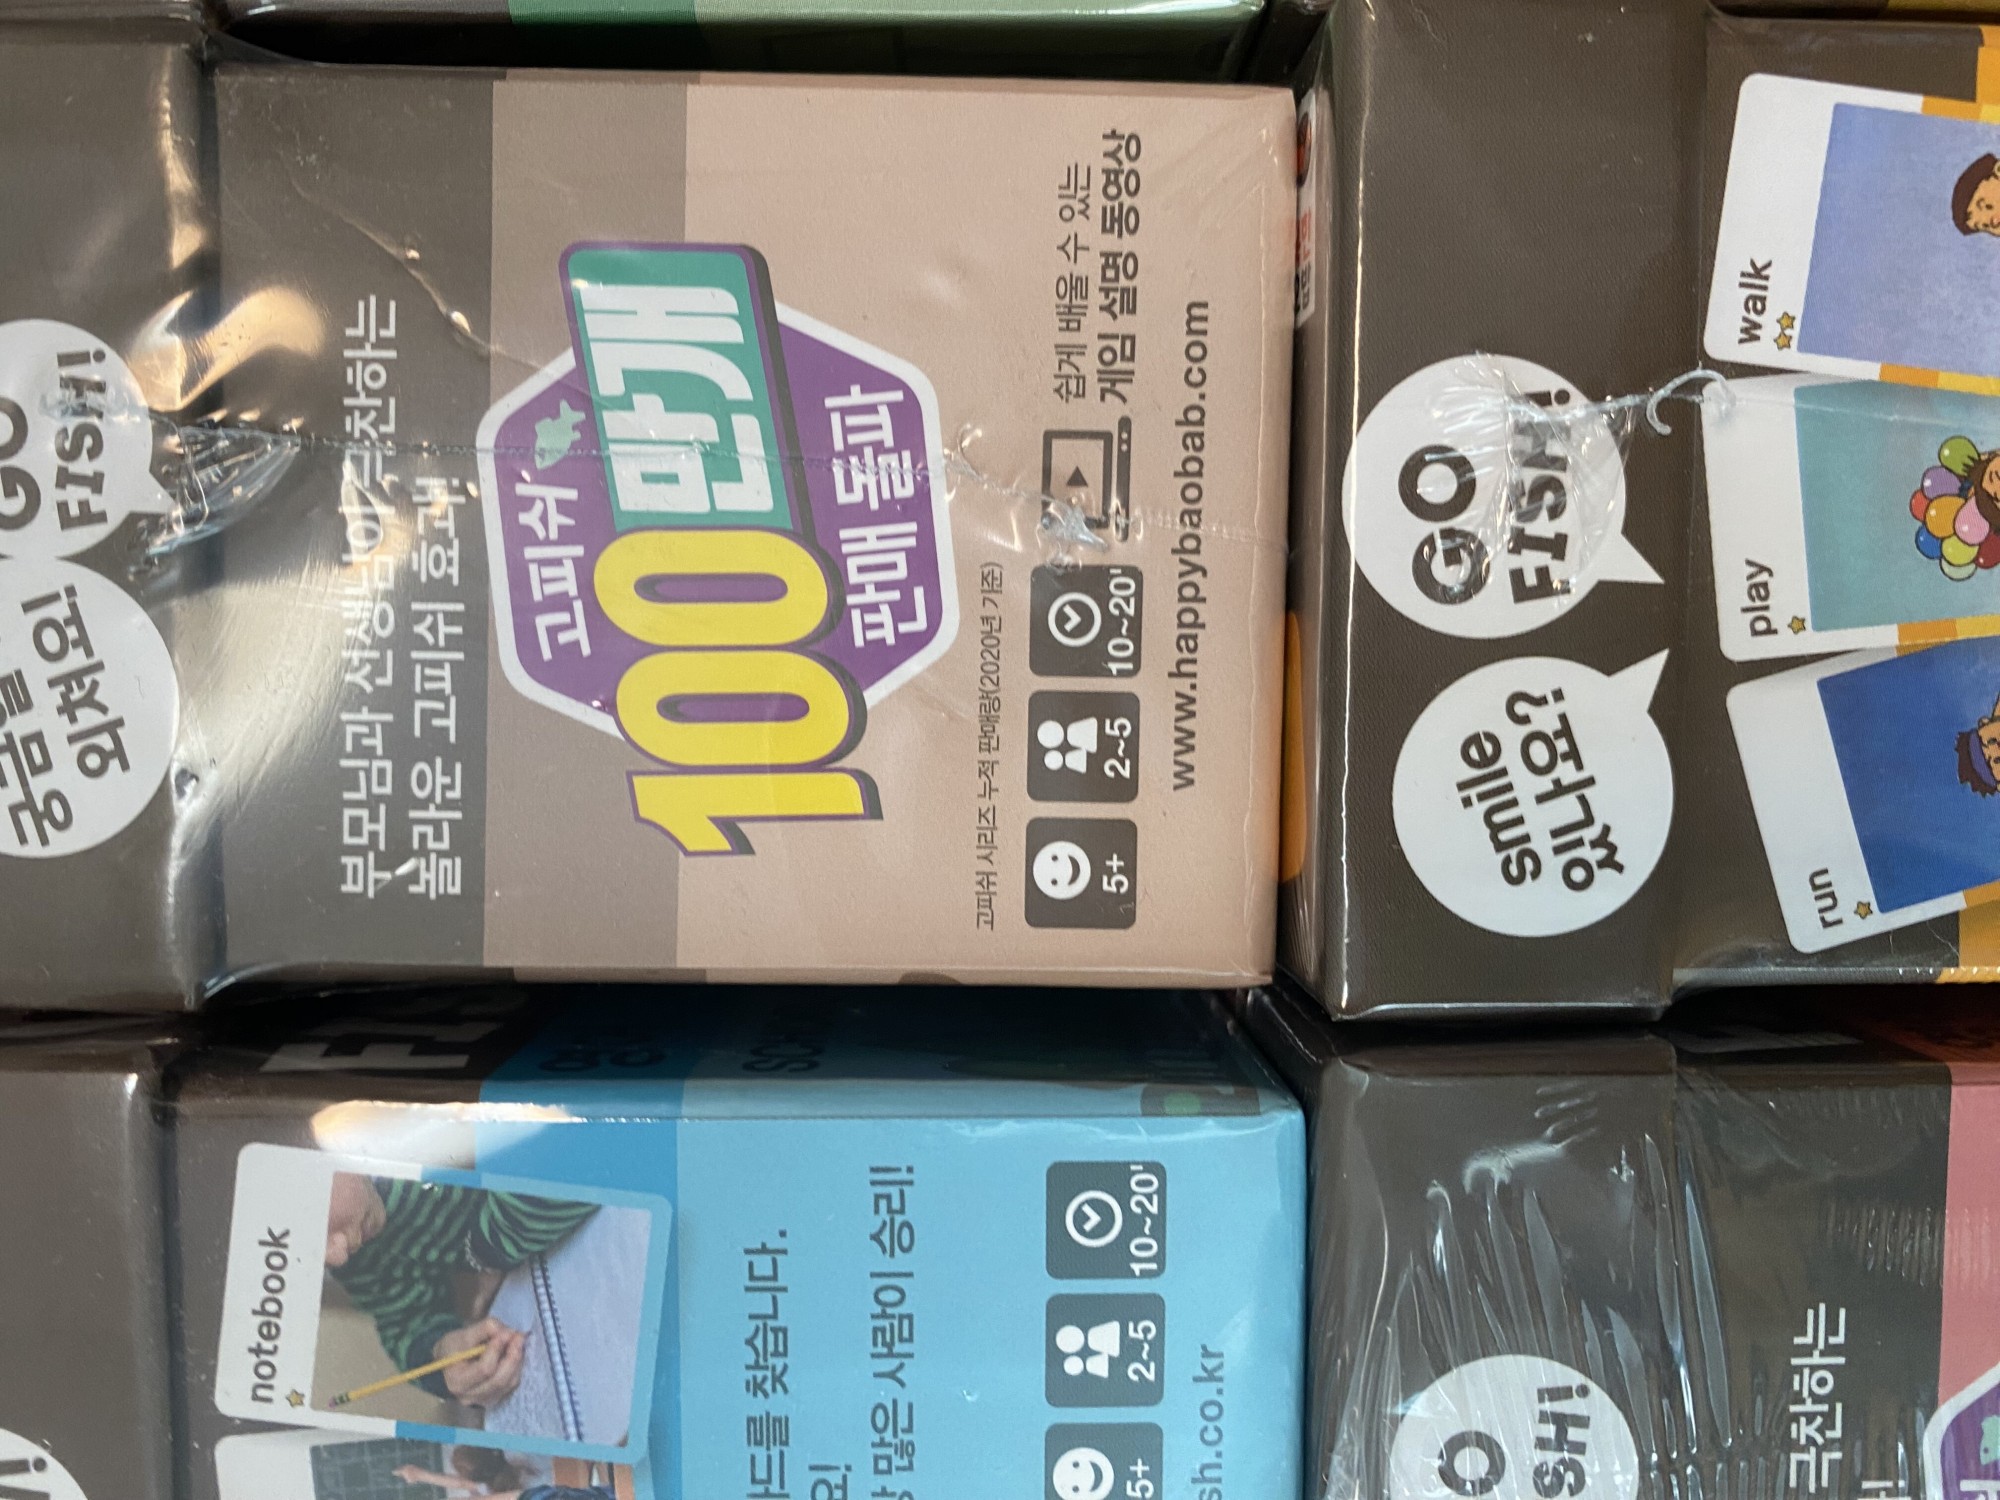 궁금할
외쳐요!
GO
FISH!
부모님과 선생님이 극찬하는
놀라운 고피쉬 효과!
고피쉬
100만개
판매 돌파
고피쉬 시리즈 누적 판매량(2020년 기준)
5+
2~5
10~20'
쉽게 배울 수 있는
게임 설명 동영상
www.happybaobab.com
smile
있나요?
GO
FISH!
run
play
walk
notebook
카드를 찾습니다.
요!
많은 사람이 승리!
5+
2~5
10~20'
sh.co.kr
O
SH!
극찬하는